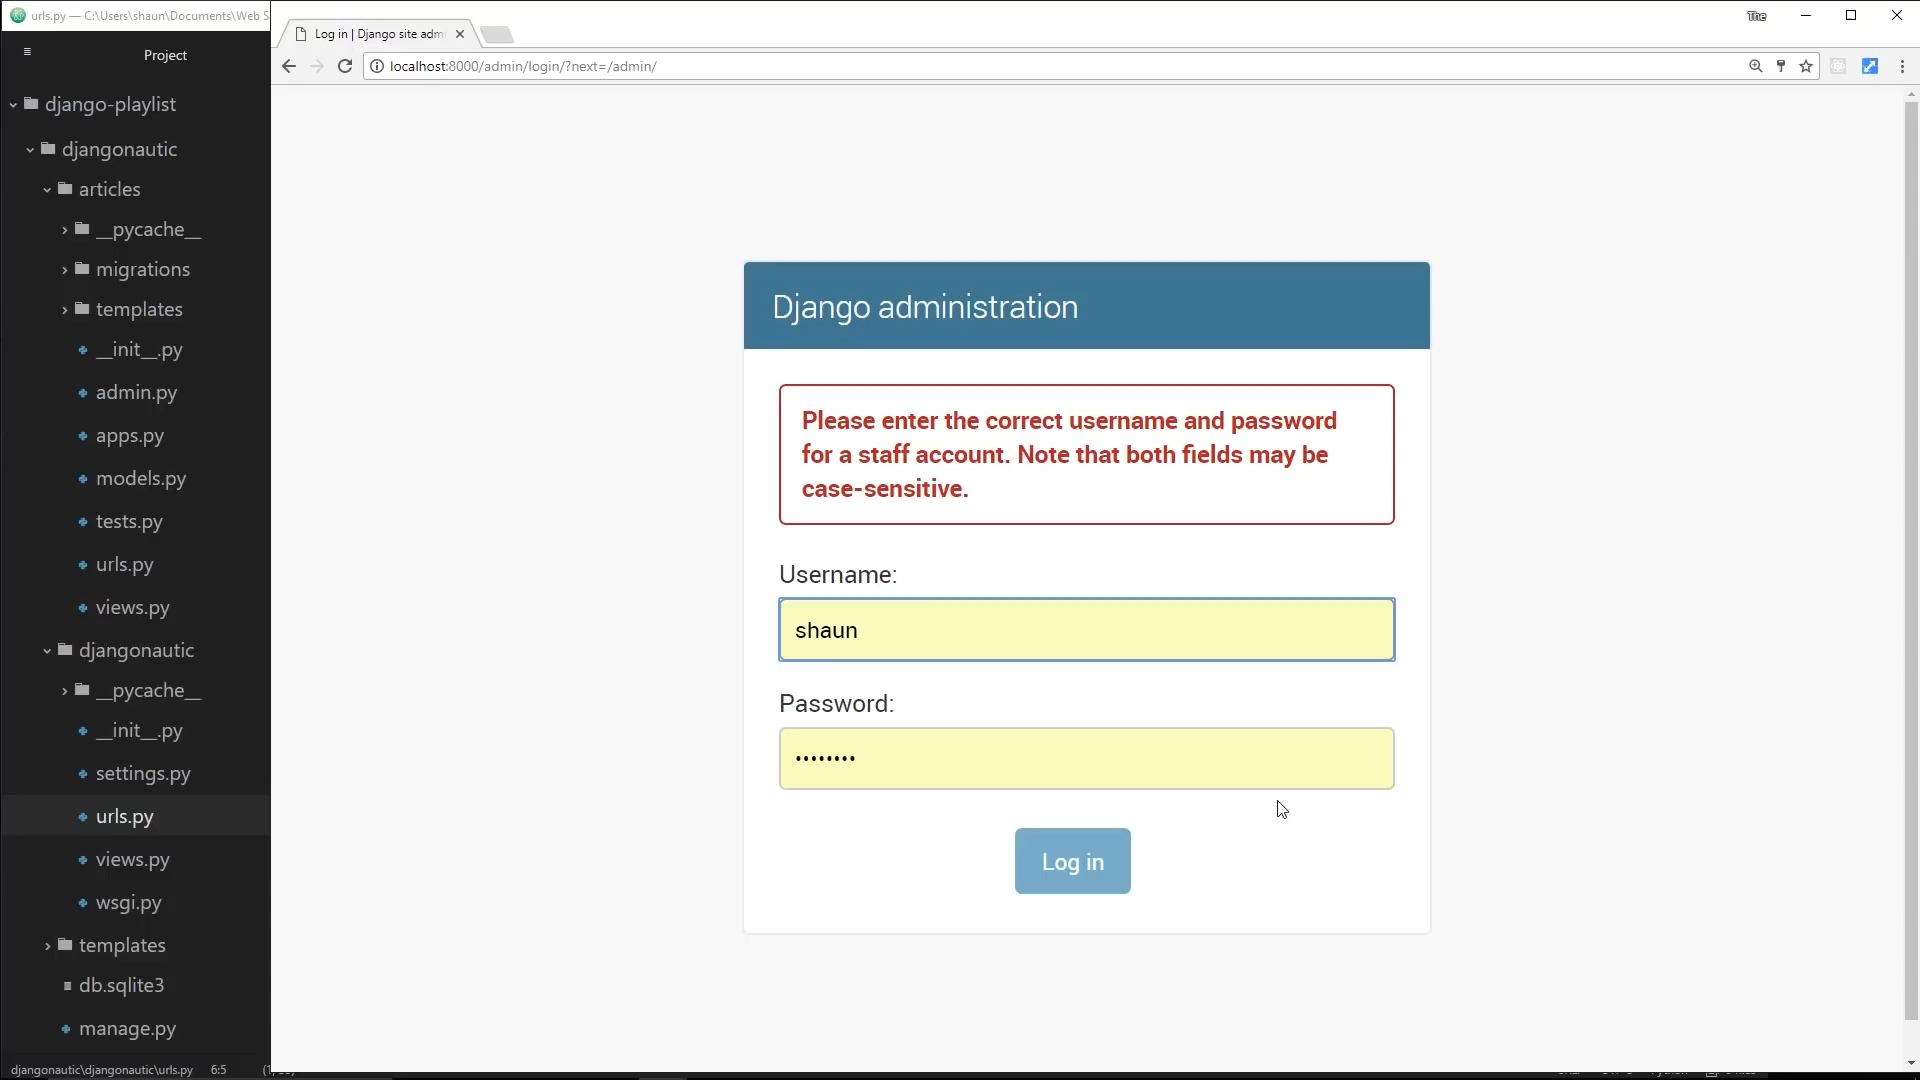 urls.py — C:\Users\shaun\Documents\Web S
Project
django-playlist
djangonautic
articles
__pycache__
migrations
templates
__init__.py
admin.py
apps.py
models.py
tests.py
urls.py
views.py
djangonautic
__pycache__
__init__.py
settings.py
urls.py
views.py
wsgi.py
templates
db.sqlite3
manage.py
djangonautic\djangonautic\urls.py 6:5
Log in | Django site adm
The
localhost:8000/admin/login/?next=/admin/
Django administration
Please enter the correct username and password
for a staff account. Note that both fields may be
case-sensitive.
Username:
shaun
Password:
••••••••
Log in